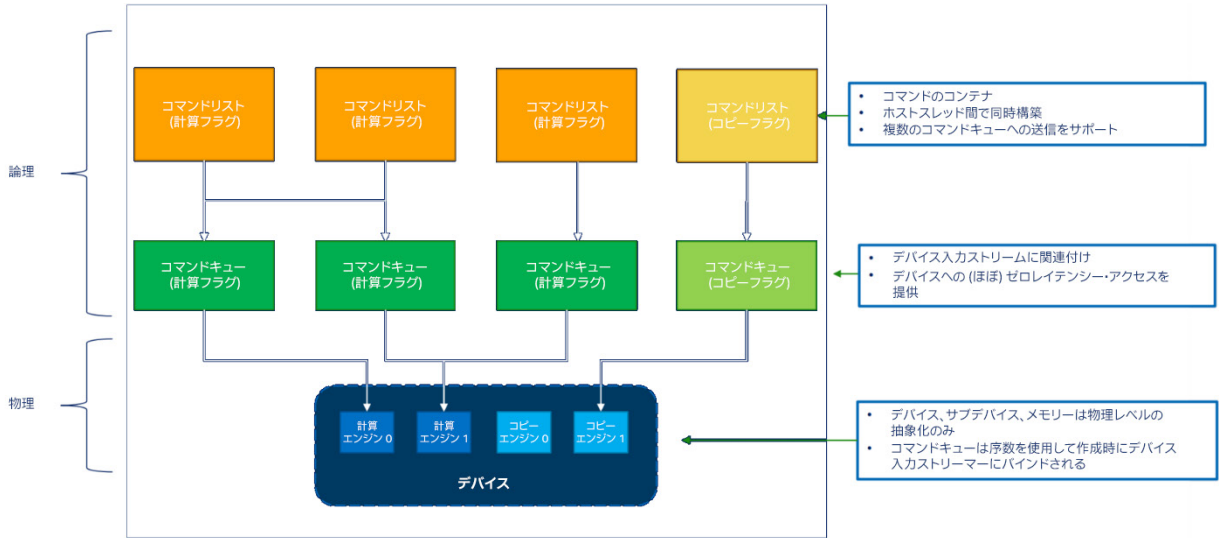 論理
コマンドリスト
(計算フラグ)
コマンドリスト
(計算フラグ)
コマンドリスト
(計算フラグ)
コマンドリスト
(コピーフラグ)
• コマンドのコンテナ
• ホストスレッド間で同時構築
• 複数のコマンドキューへの送信をサポート
コマンドキュー
(計算フラグ)
コマンドキュー
(計算フラグ)
コマンドキュー
(計算フラグ)
コマンドキュー
(コピーフラグ)
• デバイス入力ストリームに関連付け
• デバイスへの (ほぼ) ゼロレイテンシー・アクセスを
提供
物理
計算
エンジン 0
計算
エンジン 1
コピー
エンジン 0
コピー
エンジン 1
デバイス
• デバイス、サブデバイス、メモリーは物理レベルの
抽象化のみ
• コマンドキューは序数を使用して作成時にデバイス
入力ストリーマーにバインドされる